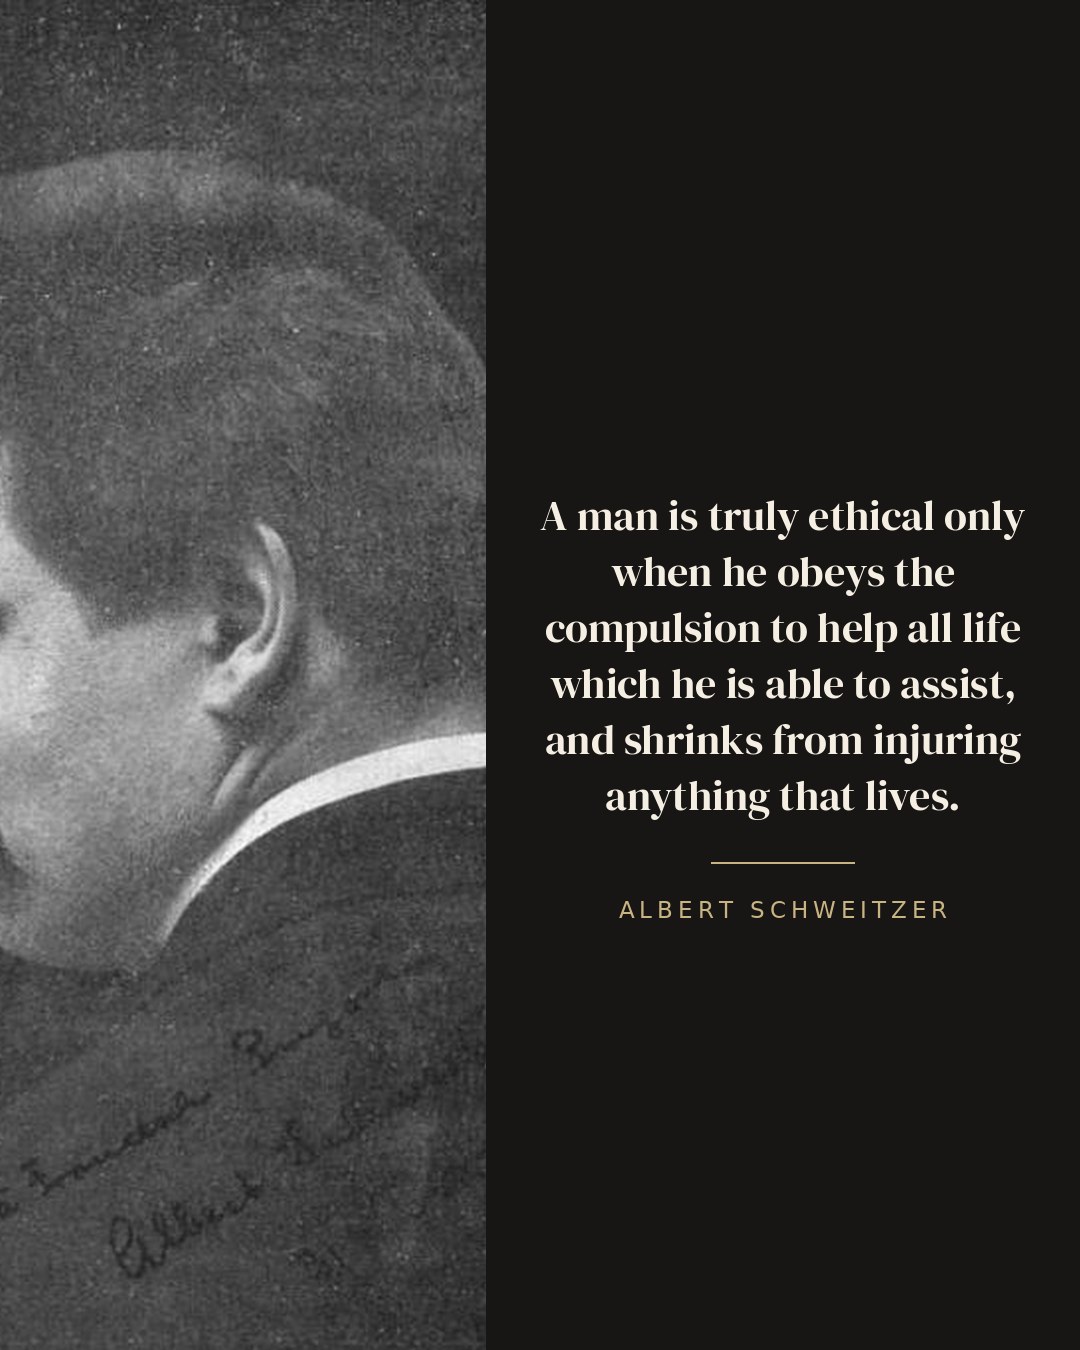 A man is truly ethical only
when he obeys the
compulsion to help all life
which he is able to assist,
and shrinks from injuring
anything that lives.
ALBERT SCHWEITZER
Albert